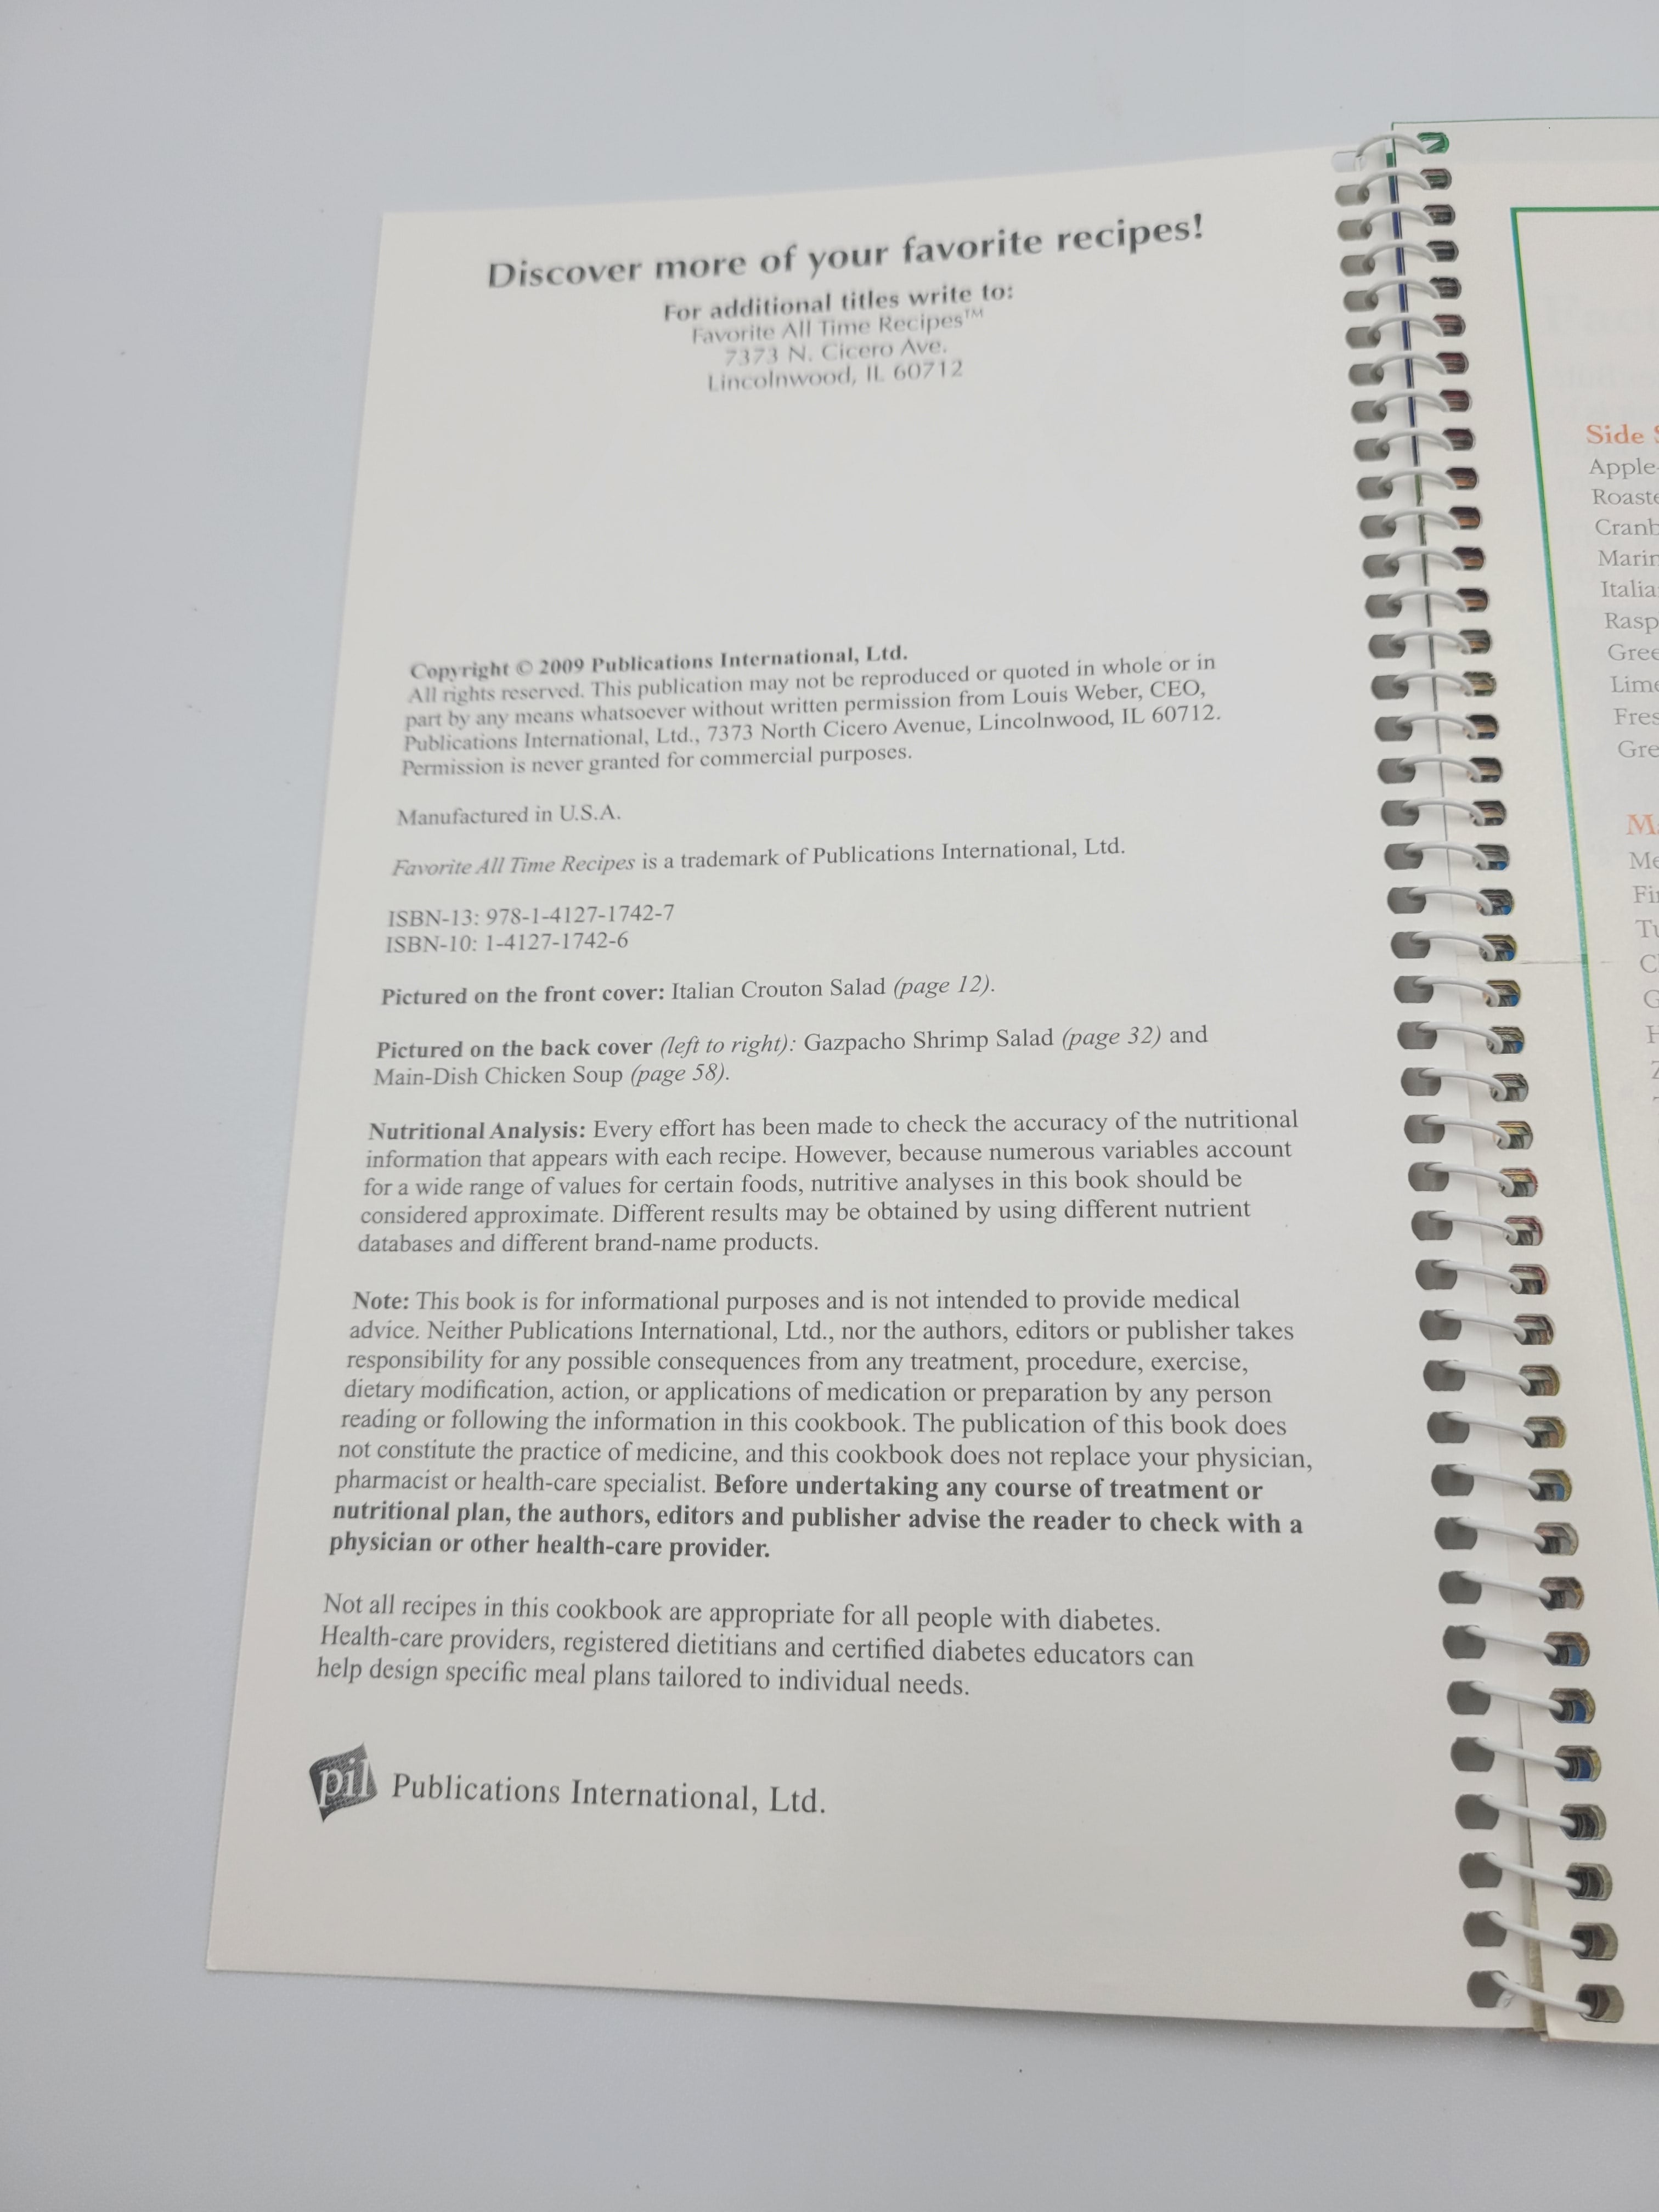 Discover more of your favorite recipes!
For additional titles write to:
Favorite All Time Recipes™
7373 N. Cicero Ave.
Lincolnwood, IL 60712
Copyright © 2009 Publications International, Ltd.
All rights reserved. This publication may not be reproduced or quoted in whole or in
part by any means whatsoever without written permission from Louis Weber, CEO,
Publications International, Ltd., 7373 North Cicero Avenue, Lincolnwood, IL 60712.
Permission is never granted for commercial purposes.
Manufactured in U.S.A.
Favorite All Time Recipes is a trademark of Publications International, Ltd.
ISBN-13: 978-1-4127-1742-7
ISBN-10: 1-4127-1742-6
Pictured on the front cover: Italian Crouton Salad (page 12).
Pictured on the back cover (left to right): Gazpacho Shrimp Salad (page 32) and
Main-Dish Chicken Soup (page 58).
Nutritional Analysis: Every effort has been made to check the accuracy of the nutritional
information that appears with each recipe. However, because numerous variables account
for a wide range of values for certain foods, nutritive analyses in this book should be
considered approximate. Different results may be obtained by using different nutrient
databases and different brand-name products.
Note: This book is for informational purposes and is not intended to provide medical
advice. Neither Publications International, Ltd., nor the authors, editors or publisher takes
responsibility for any possible consequences from any treatment, procedure, exercise,
dietary modification, action, or applications of medication or preparation by any person
reading or following the information in this cookbook. The publication of this book does
not constitute the practice of medicine, and this cookbook does not replace your physician,
pharmacist or health-care specialist. Before undertaking any course of treatment or
nutritional plan, the authors, editors and publisher advise the reader to check with a
physician or other health-care provider.
Not all recipes in this cookbook are appropriate for all people with diabetes.
Health-care providers, registered dietitians and certified diabetes educators can
help design specific meal plans tailored to individual needs.
pil Publications International, Ltd.
Side
Apple-